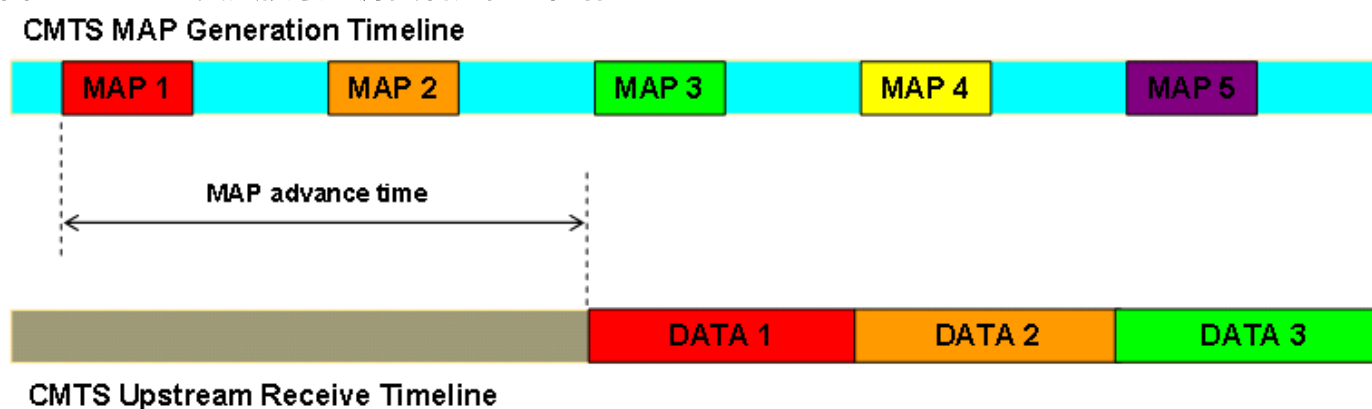 CMTS MAP Generation Timeline
MAP 1 MAP 2 MAP 3 MAP 4 MAP 5
MAP advance time
DATA 1 DATA 2 DATA 3
CMTS Upstream Receive Timeline